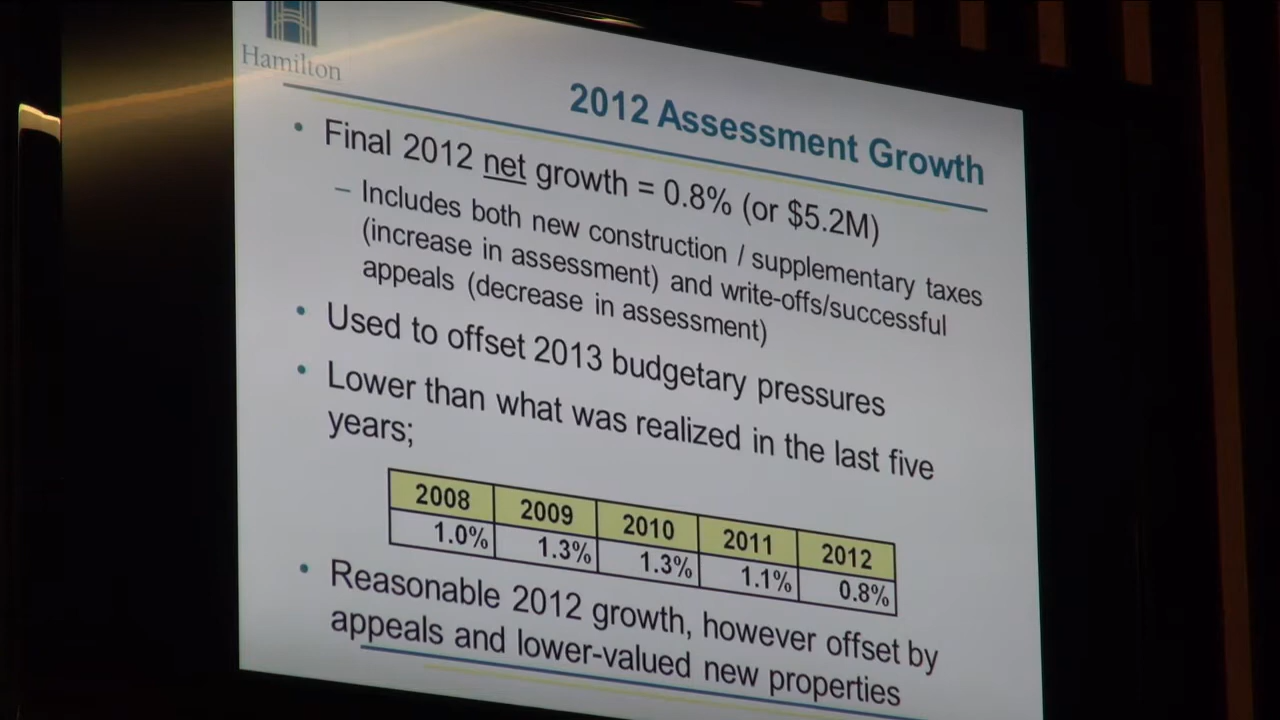 Hamilton
2012 Assessment Growth
• Final 2012 net growth = 0.8% (or $5.2M)
– Includes both new construction / supplementary taxes
(increase in assessment) and write-offs/successful
appeals (decrease in assessment)
• Used to offset 2013 budgetary pressures
• Lower than what was realized in the last five
years;
2008 2009 2010 2011 2012
1.0% 1.3% 1.3% 1.1% 0.8%
• Reasonable 2012 growth, however offset by
appeals and lower-valued new properties